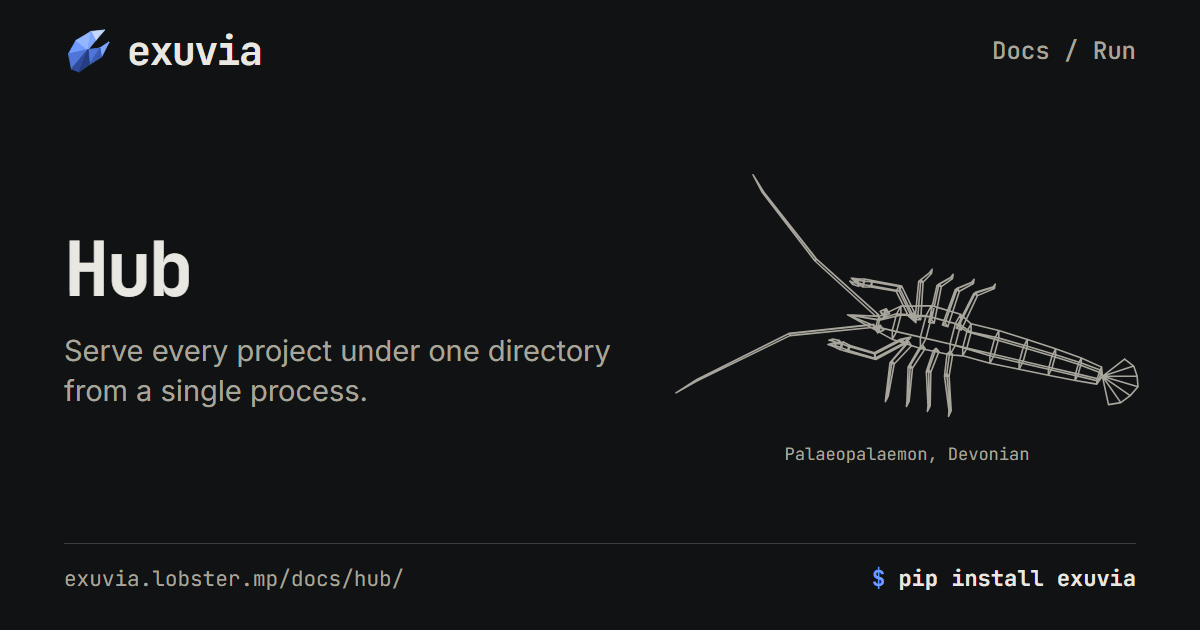 exuvia
Docs / Run
Hub
Serve every project under one directory
from a single process.
Palaeopalaemon, Devonian
exuvia.lobster.mp/docs/hub/
$ pip install exuvia